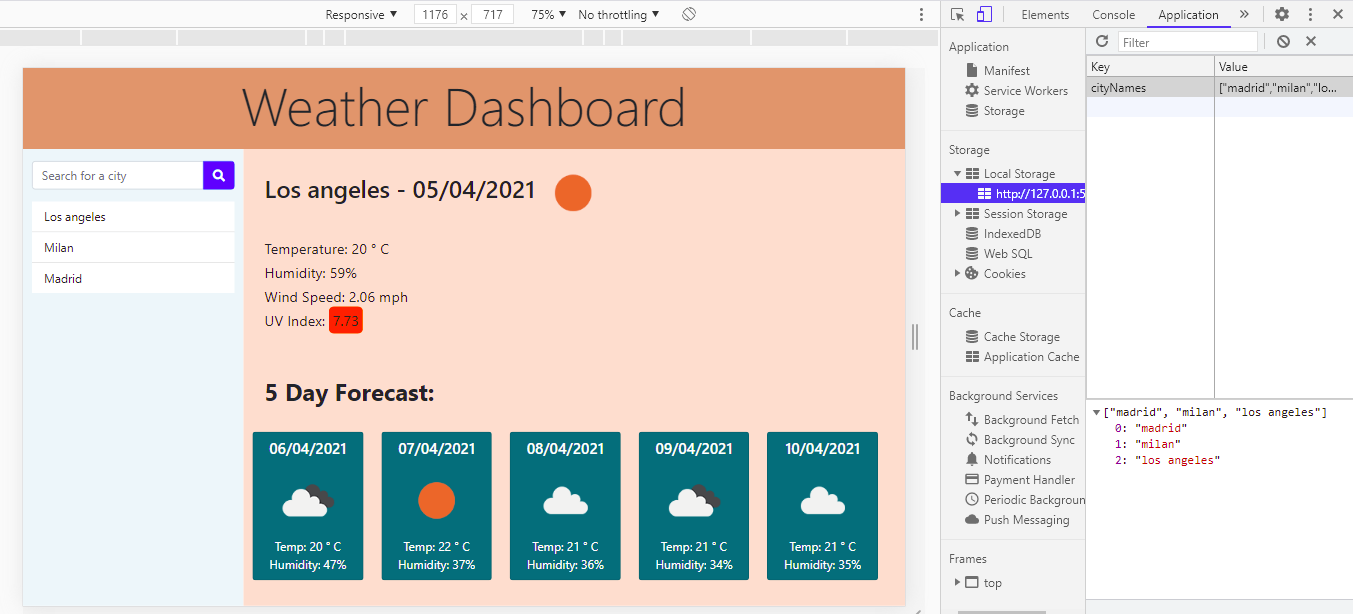 Responsive ▼ 1176 x 717 75% ▼ No throttling ▼
Weather Dashboard
Search for a city
Los angeles
Milan
Madrid
Los angeles - 05/04/2021
Temperature: 20 ° C
Humidity: 59%
Wind Speed: 2.06 mph
UV Index: 7.73
5 Day Forecast:
06/04/2021
Temp: 20 ° C
Humidity: 47%
07/04/2021
Temp: 22 ° C
Humidity: 37%
08/04/2021
Temp: 21 ° C
Humidity: 36%
09/04/2021
Temp: 21 ° C
Humidity: 34%
10/04/2021
Temp: 21 ° C
Humidity: 35%
Elements Console Application »
Application
Manifest
Service Workers
Storage
Storage
Local Storage
http://127.0.0.1:5
Session Storage
IndexedDB
Web SQL
Cookies
Cache
Cache Storage
Application Cache
Background Services
Background Fetch
Background Sync
Notifications
Payment Handler
Periodic Backgroun
Push Messaging
Frames
top
Filter
Key Value
cityNames ["madrid","milan","lo...
["madrid", "milan", "los angeles"]
0: "madrid"
1: "milan"
2: "los angeles"